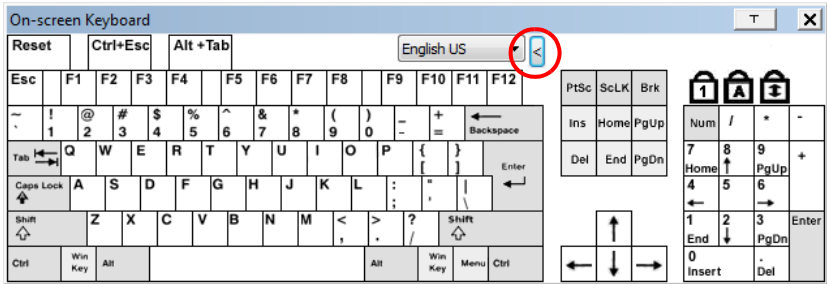 On-screen Keyboard T X
Reset Ctrl+Esc Alt +Tab English US <
Esc F1 F2 F3 F4 F5 F6 F7 F8 F9 F10 F11 F12 PtSc ScLK Brk 1 A
~ ` ! 1 @ 2 # 3 $ 4 % 5 ^ 6 & 7 * 8 ( 9 ) 0 _ - + = Backspace Ins Home PgUp Num / * -
Tab Q W E R T Y U I O P { [ } ] Enter Del End PgDn 7 Home 8 9 PgUp +
Caps Lock A S D F G H J K L : ; " ' | \ 4 5 6
Shift Z X C V B N M < , > . ? / Shift 1 End 2 3 PgDn Enter
Ctrl Win Key Alt Alt Win Key Menu Ctrl 0 Insert . Del